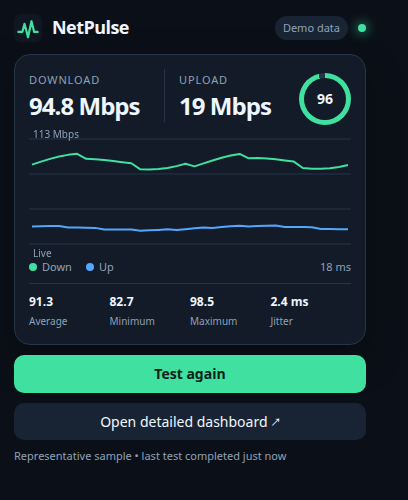 NetPulse
Demo data
DOWNLOAD
94.8 Mbps
UPLOAD
19 Mbps
96
113 Mbps
Live
Down
Up
18 ms
91.3
82.7
98.5
2.4 ms
Average
Minimum
Maximum
Jitter
Test again
Open detailed dashboard ↗
Representative sample • last test completed just now